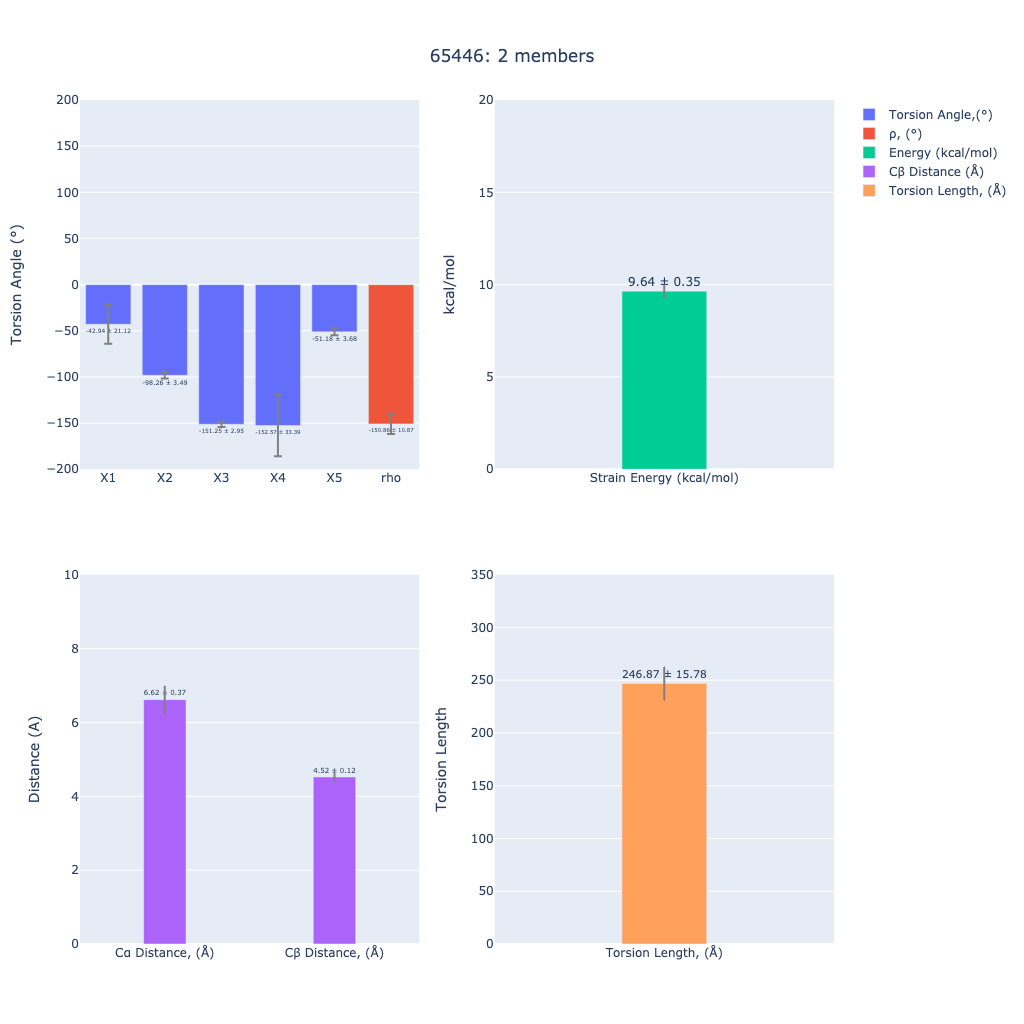 65446: 2 members
Torsion Angle (°)
200
150
100
50
0
−50
−100
−150
−200
-42.94 ± 21.12
-98.26 ± 3.49
-151.25 ± 2.95
-152.57 ± 33.39
-51.18 ± 3.68
-150.86 ± 10.87
X1 X2 X3 X4 X5 rho
kcal/mol
20
15
10
5
0
9.64 ± 0.35
Strain Energy (kcal/mol)
Torsion Angle,(°)
ρ, (°)
Energy (kcal/mol)
Cβ Distance (Å)
Torsion Length, (Å)
Distance (A)
10
8
6
4
2
0
6.62 ± 0.37
4.52 ± 0.12
Cα Distance, (Å) Cβ Distance, (Å)
Torsion Length
350
300
250
200
150
100
50
0
246.87 ± 15.78
Torsion Length, (Å)